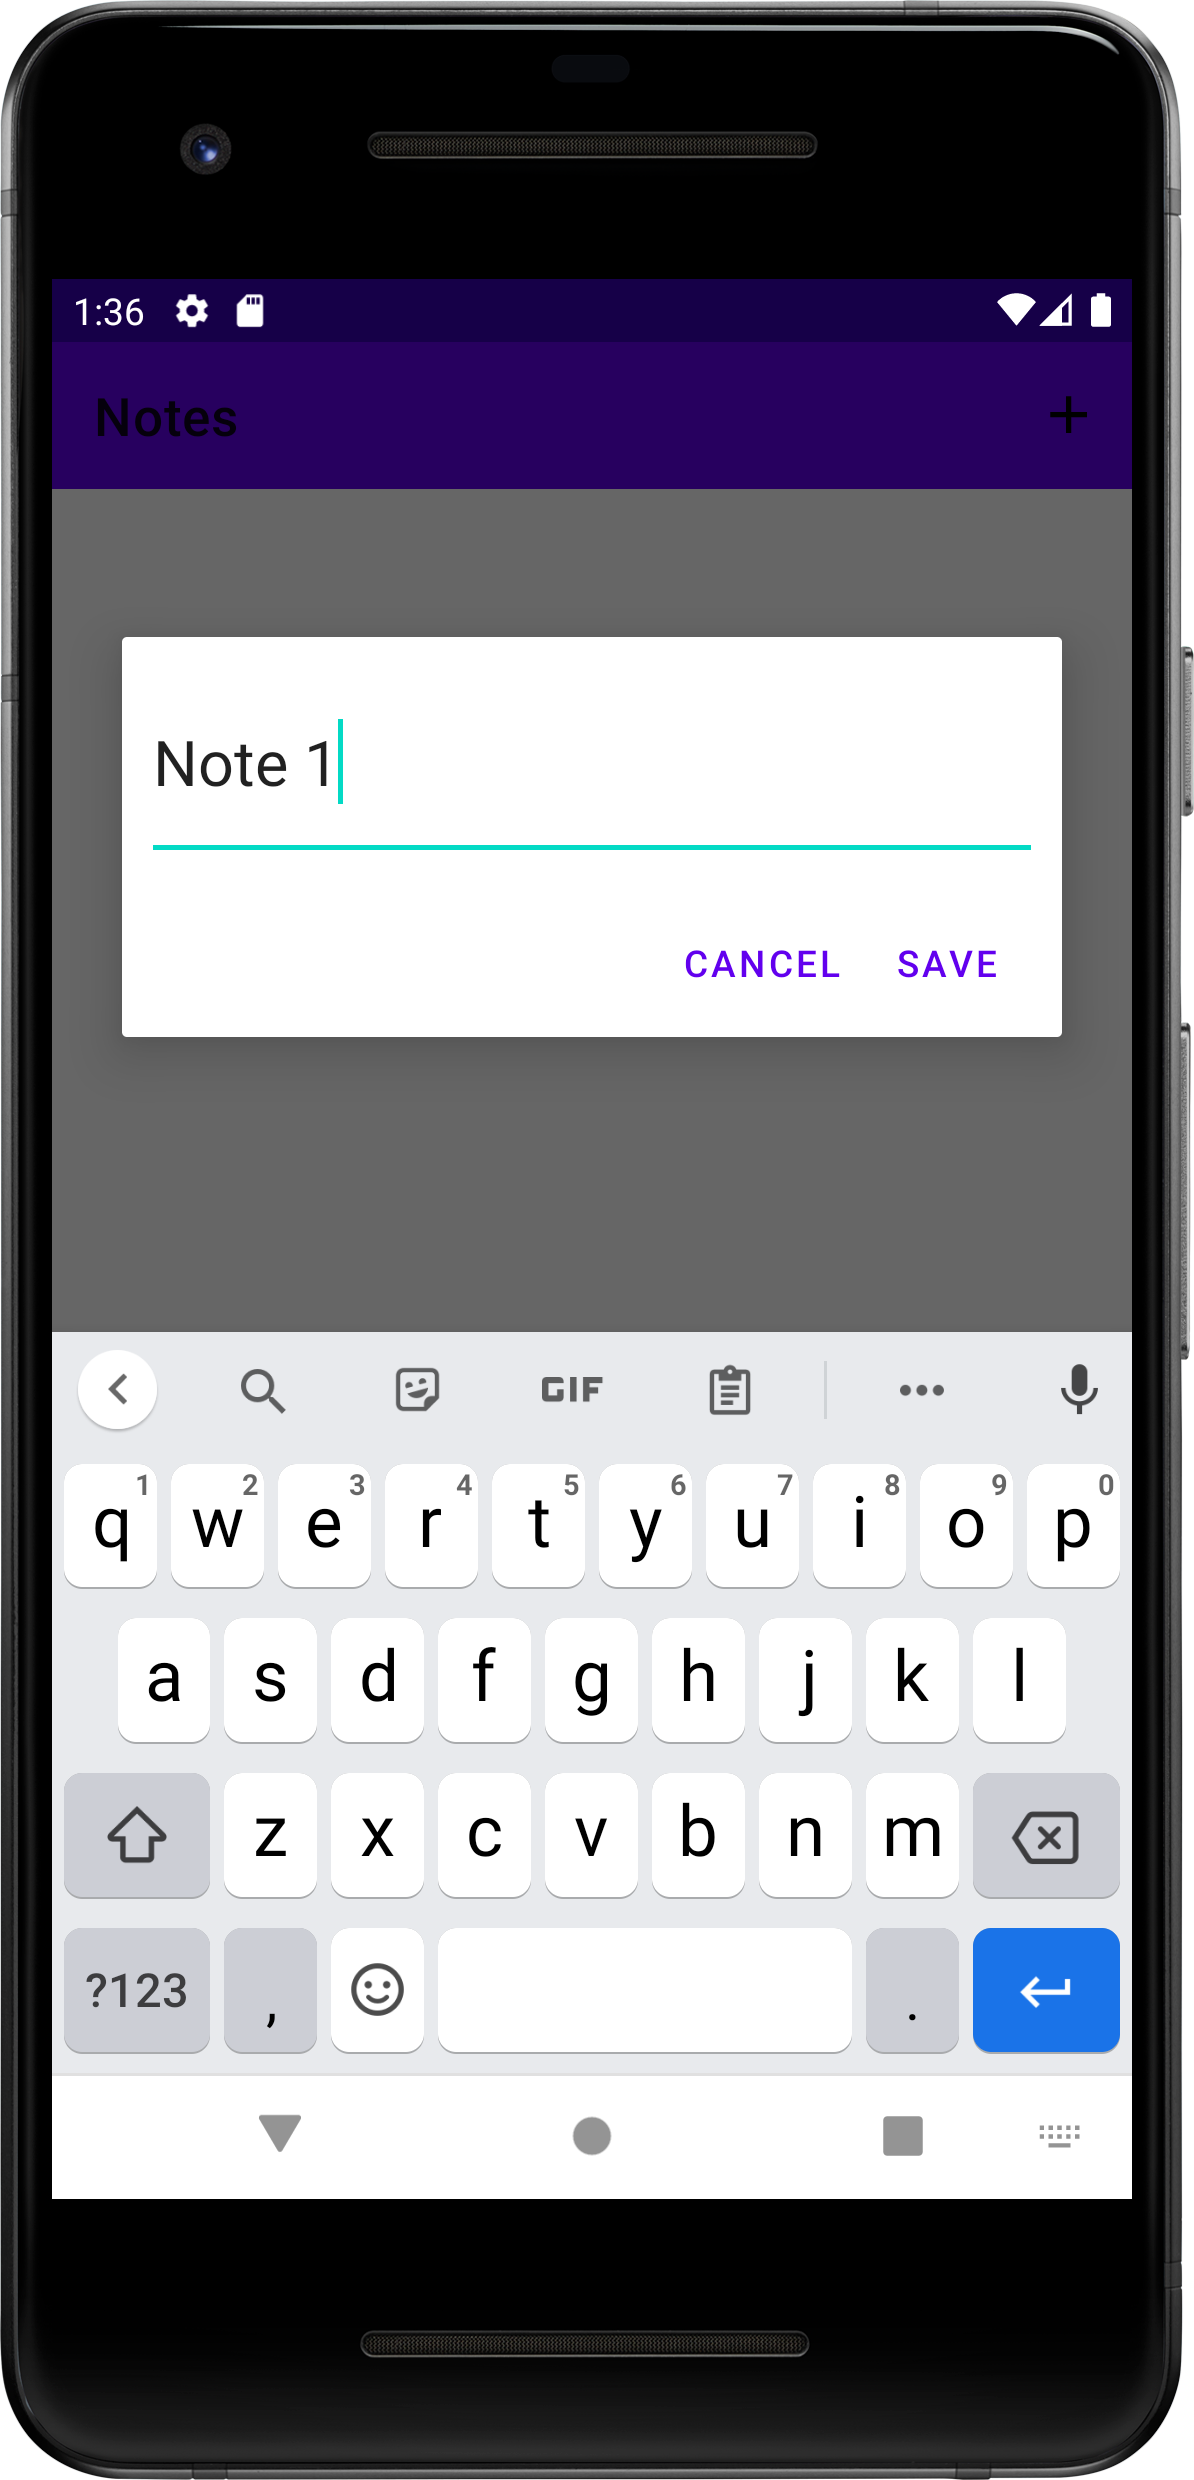 1:36
Notes +
Note 1
CANCEL SAVE
GIF
1 2 3 4 5 6 7 8 9 0
q w e r t y u i o p
a s d f g h j k l
z x c v b n m
?123 , .